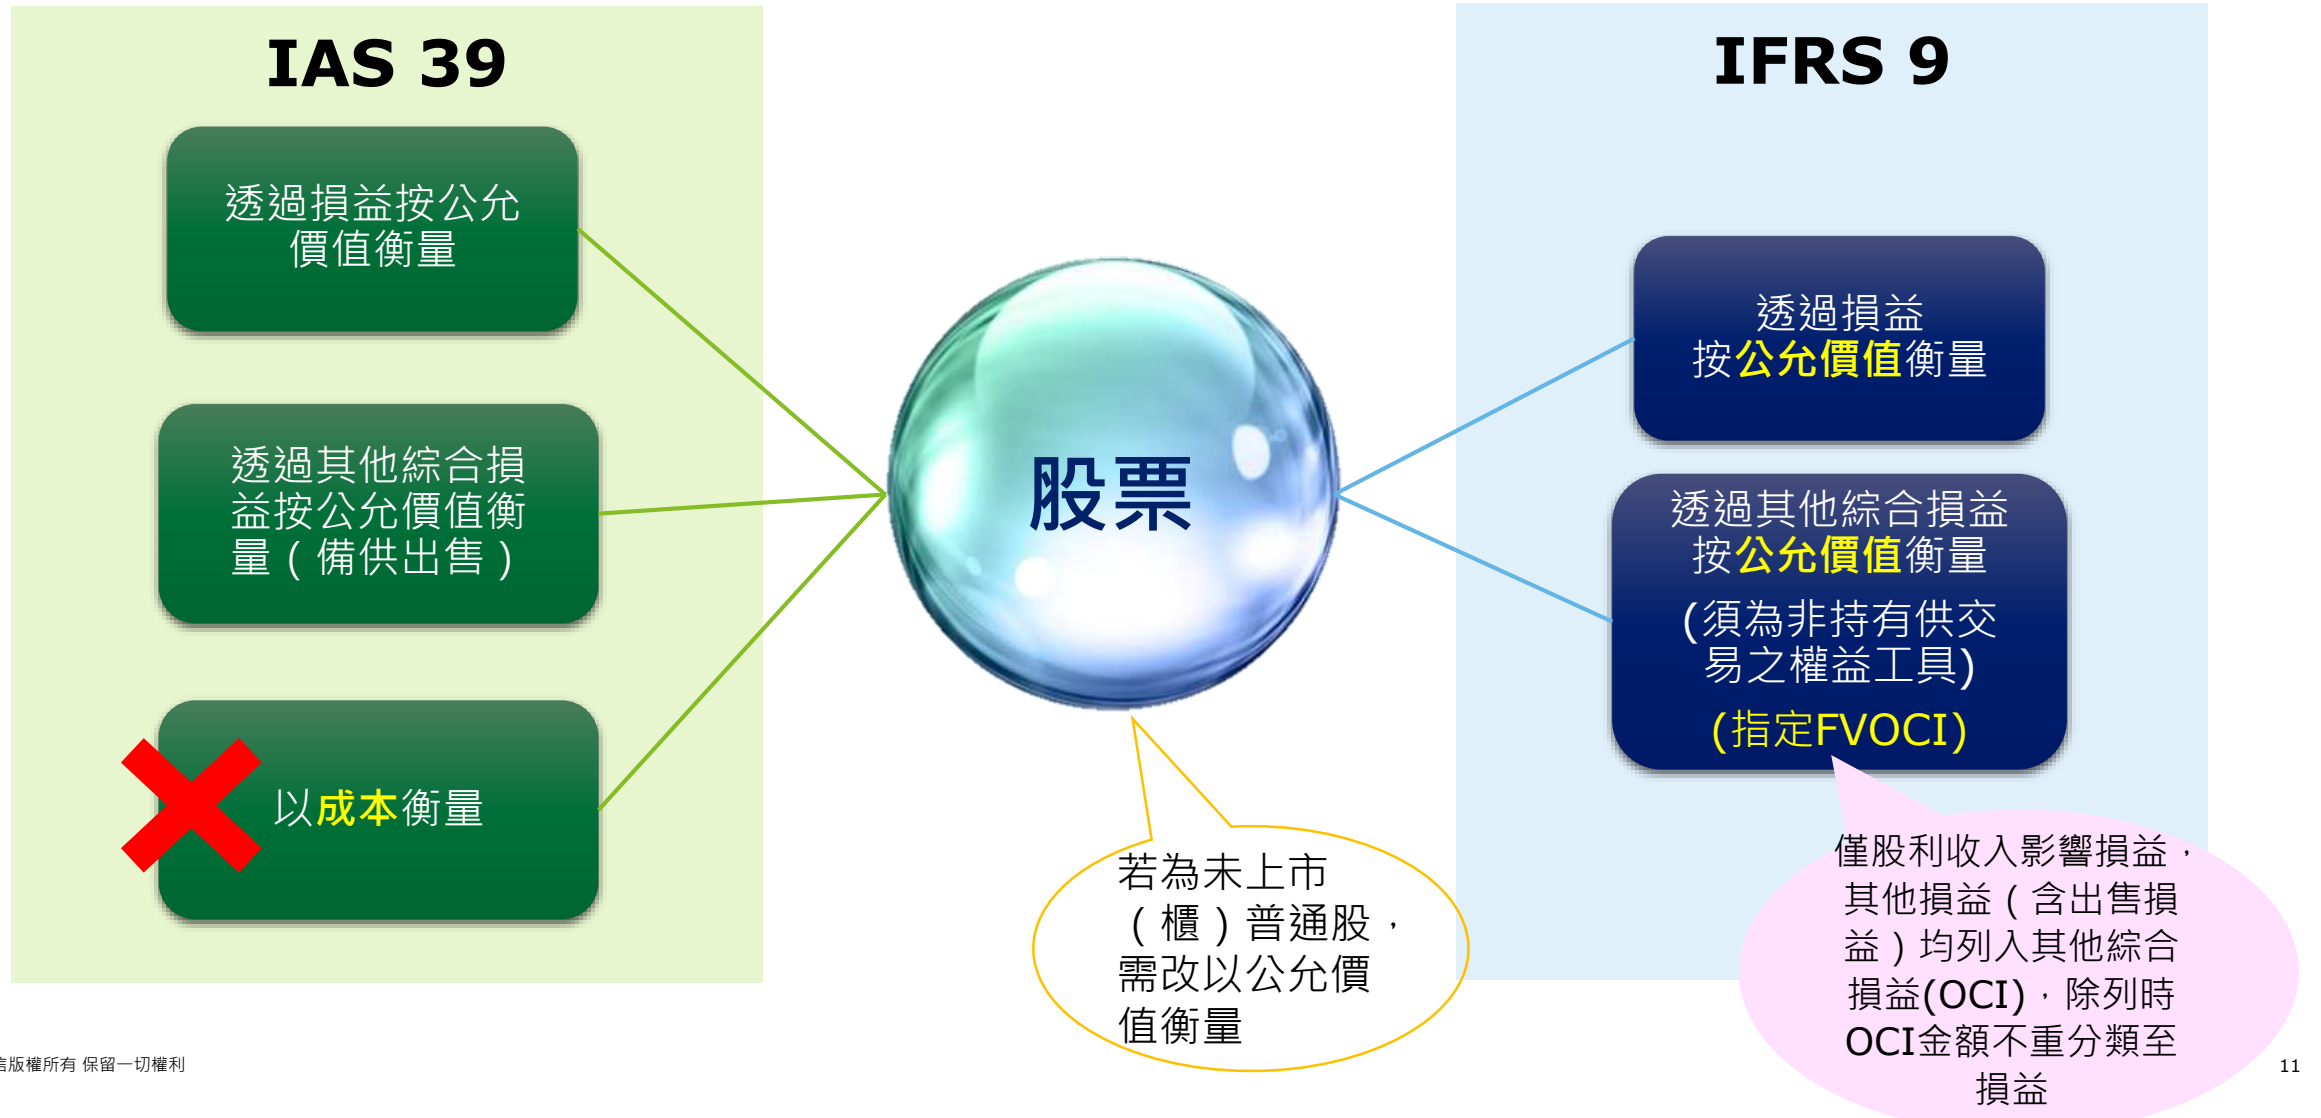 IAS 39
透過損益按公允
價值衡量
透過其他綜合損
益按公允價值衡
量（備供出售）
以成本衡量
股票
若為未上市
（櫃）普通股，
需改以公允價
值衡量
IFRS 9
透過損益
按公允價值衡量
透過其他綜合損益
按公允價值衡量
(須為非持有供交
易之權益工具)
(指定FVOCI)
僅股利收入影響損益，
其他損益（含出售損
益）均列入其他綜合
損益(OCI)，除列時
OCI金額不重分類至
損益
信版權所有 保留一切權利
11